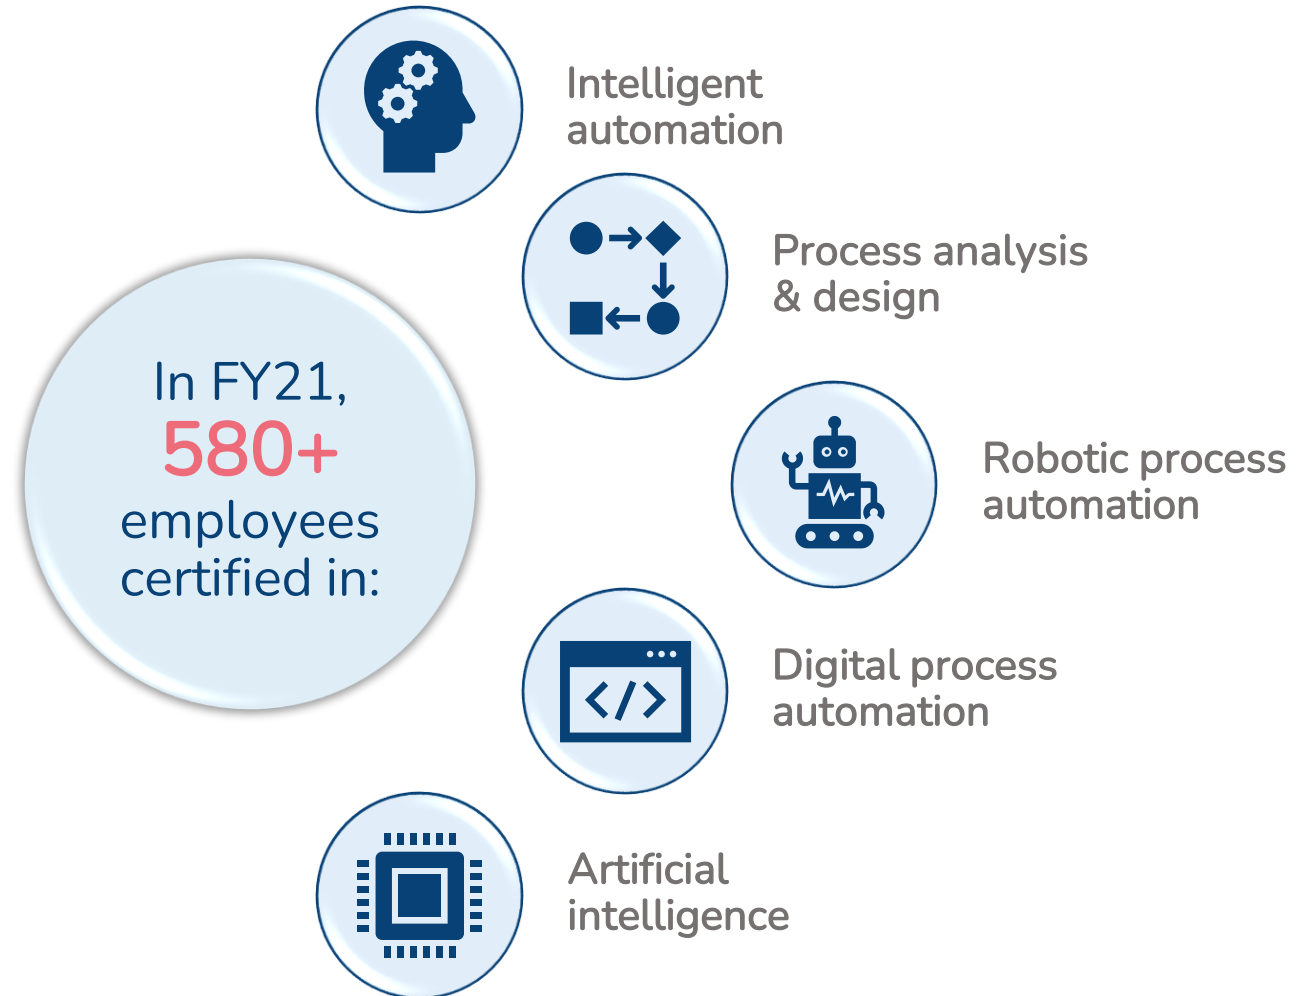 In FY21,
580+
employees
certified in:
Intelligent
automation
Process analysis
& design
Robotic process
automation
Digital process
automation
Artificial
intelligence